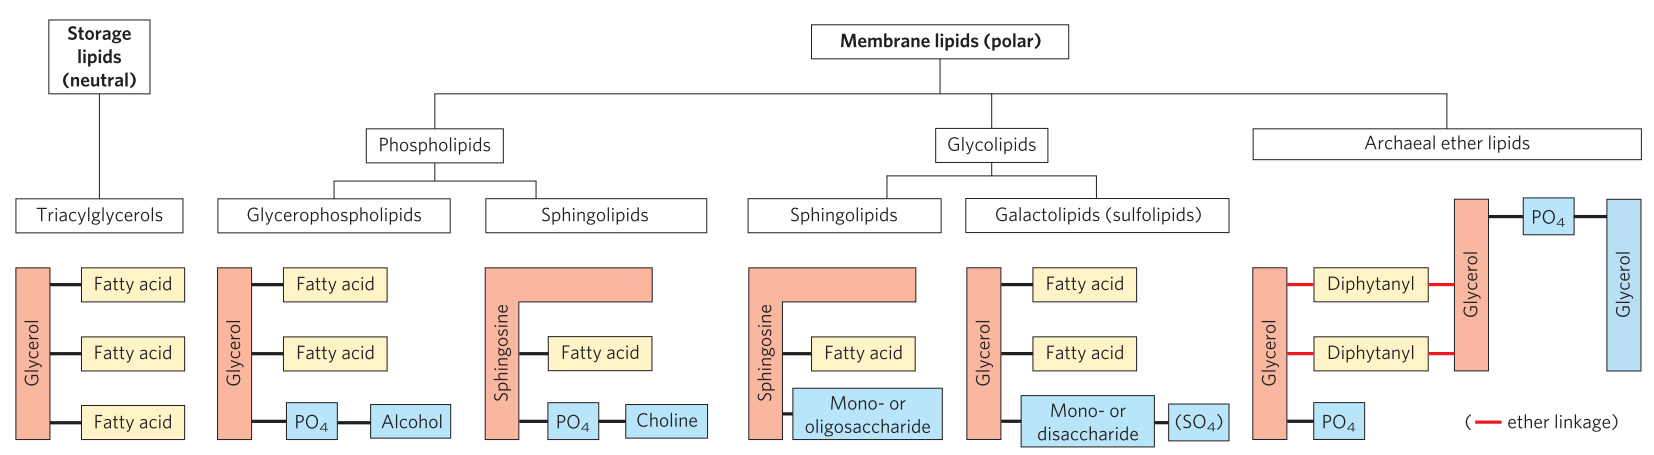 Storage
lipids
(neutral)
Membrane lipids (polar)
Phospholipids
Glycolipids
Archaeal ether lipids
Triacylglycerols
Glycerophospholipids
Sphingolipids
Sphingolipids
Galactolipids (sulfolipids)
Glycerol
Fatty acid
Fatty acid
Fatty acid
Glycerol
Fatty acid
Fatty acid
PO4
Alcohol
Sphingosine
Fatty acid
PO4
Choline
Sphingosine
Fatty acid
Mono- or
oligosaccharide
Glycerol
Fatty acid
Fatty acid
Mono- or
disaccharide
(SO4)
Glycerol
Diphytanyl
Diphytanyl
PO4
Glycerol
PO4
Glycerol
( ether linkage)